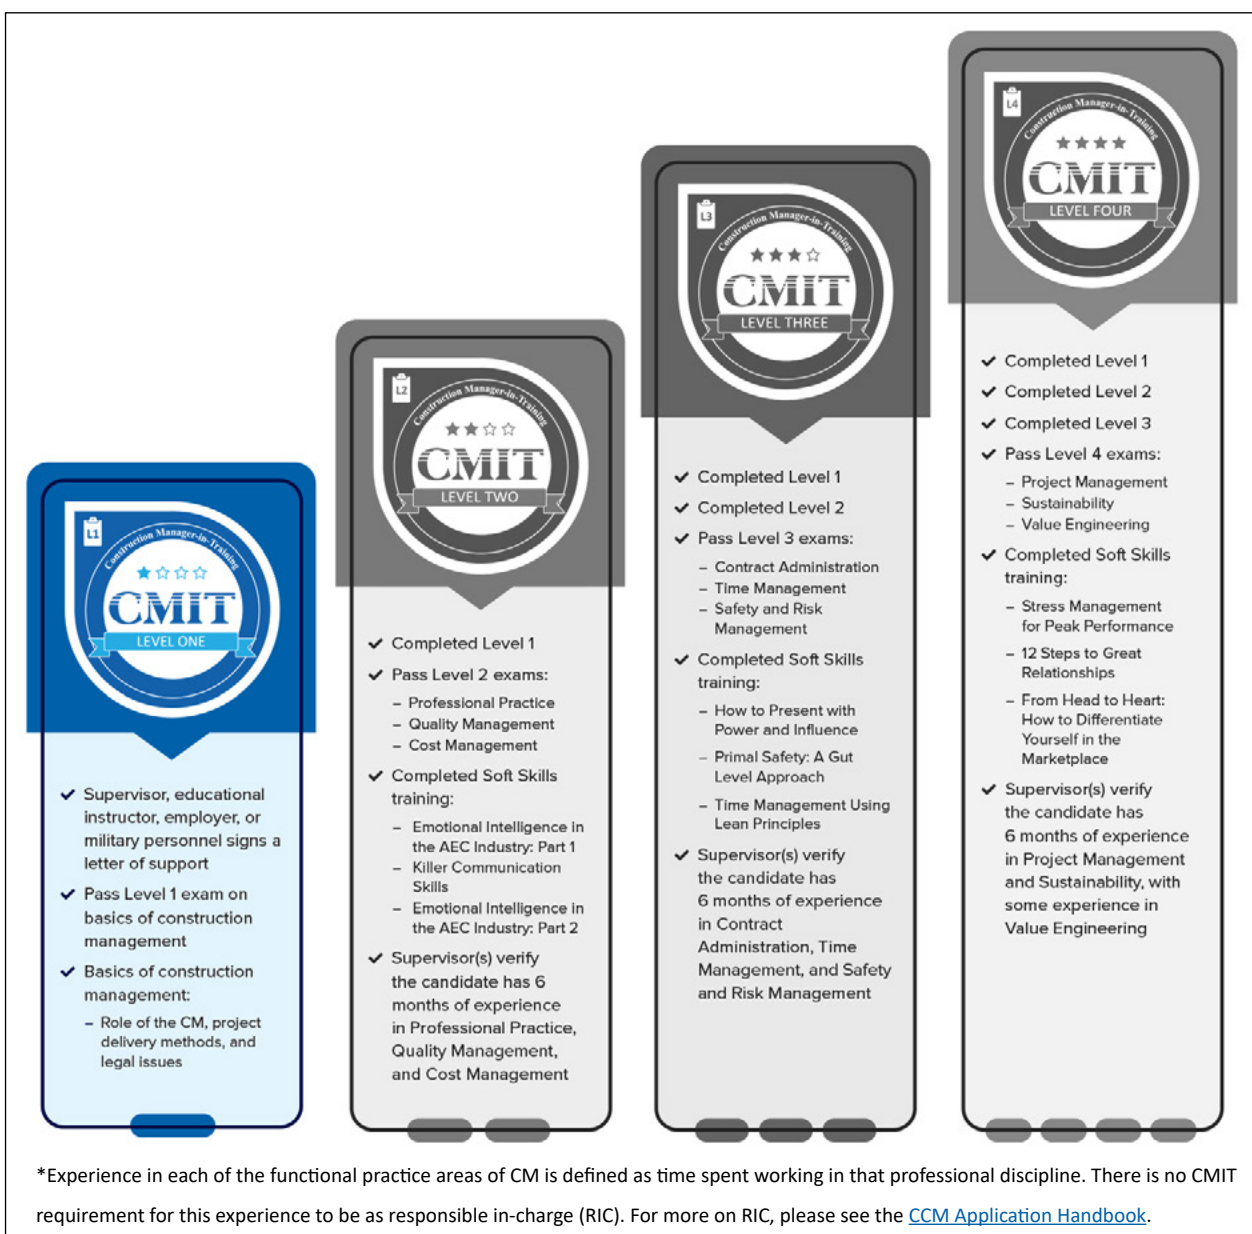 L1
Construction Manager-in-Training
CMIT
LEVEL ONE
Supervisor, educational
instructor, employer, or
military personnel signs a
letter of support
Pass Level 1 exam on
basics of construction
management
Basics of construction
management:
– Role of the CM, project
delivery methods, and
legal issues
L2
Construction Manager-in-Training
CMIT
LEVEL TWO
Completed Level 1
Pass Level 2 exams:
– Professional Practice
– Quality Management
– Cost Management
Completed Soft Skills
training:
– Emotional Intelligence in
the AEC Industry: Part 1
– Killer Communication
Skills
– Emotional Intelligence in
the AEC Industry: Part 2
Supervisor(s) verify
the candidate has 6
months of experience
in Professional Practice,
Quality Management,
and Cost Management
L3
Construction Manager-in-Training
CMIT
LEVEL THREE
Completed Level 1
Completed Level 2
Pass Level 3 exams:
– Contract Administration
– Time Management
– Safety and Risk
Management
Completed Soft Skills
training:
– How to Present with
Power and Influence
– Primal Safety: A Gut
Level Approach
– Time Management Using
Lean Principles
Supervisor(s) verify
the candidate has
6 months of experience
in Contract
Administration, Time
Management, and Safety
and Risk Management
L4
Construction Manager-in-Training
CMIT
LEVEL FOUR
Completed Level 1
Completed Level 2
Completed Level 3
Pass Level 4 exams:
– Project Management
– Sustainability
– Value Engineering
Completed Soft Skills
training:
– Stress Management
for Peak Performance
– 12 Steps to Great
Relationships
– From Head to Heart:
How to Differentiate
Yourself in the
Marketplace
Supervisor(s) verify
the candidate has
6 months of experience
in Project Management
and Sustainability, with
some experience in
Value Engineering
*Experience in each of the functional practice areas of CM is defined as time spent working in that professional discipline. There is no CMIT
requirement for this experience to be as responsible in-charge (RIC). For more on RIC, please see the CCM Application Handbook.